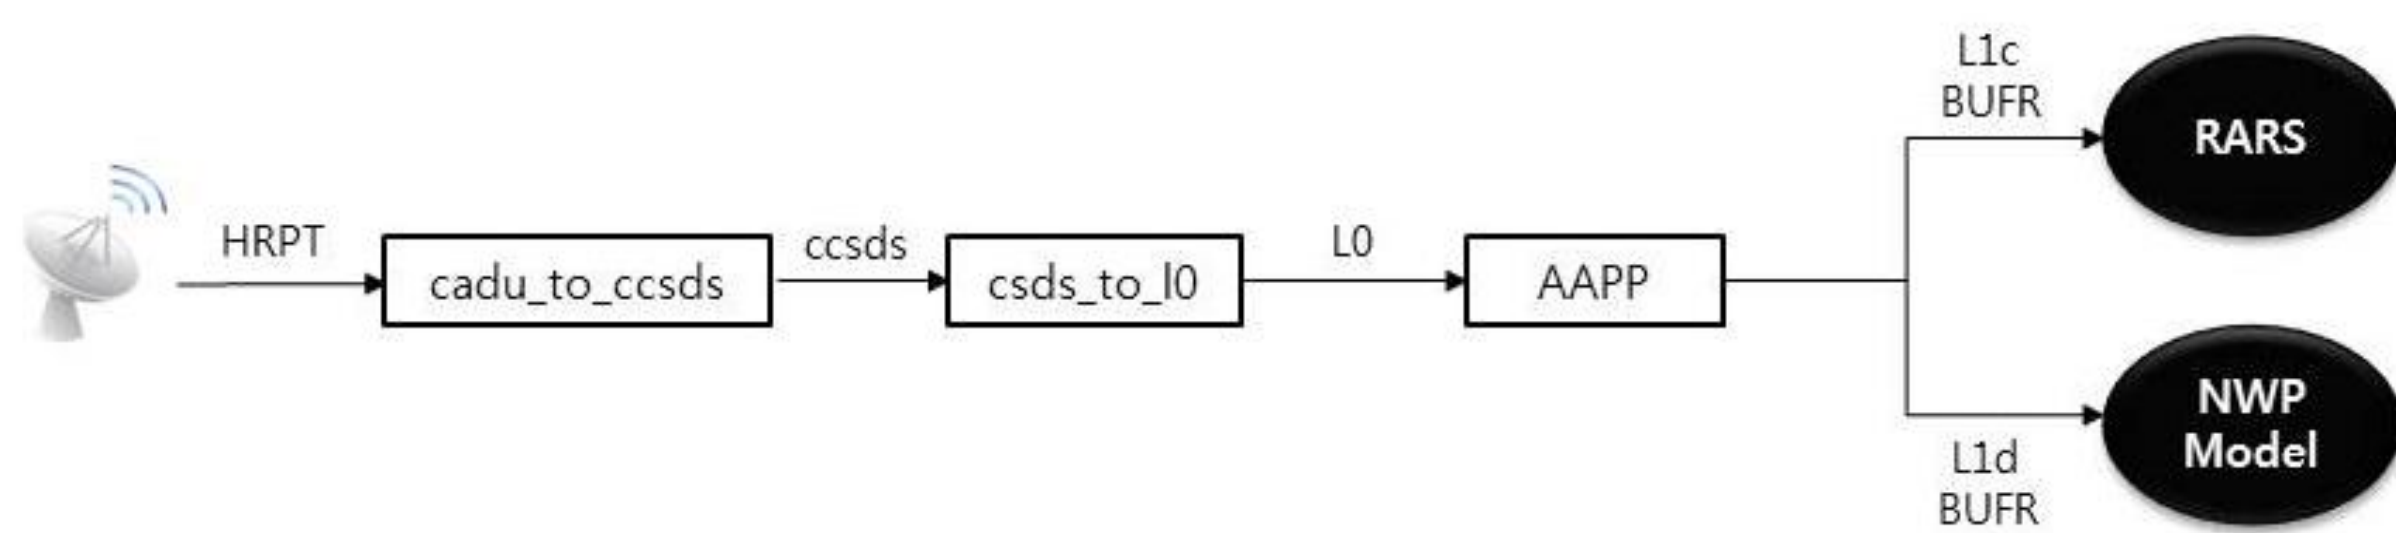 HRPT
cadu_to_ccsds
ccsds
csds_to_l0
L0
AAPP
L1c
BUFR
RARS
L1d
BUFR
NWP
Model